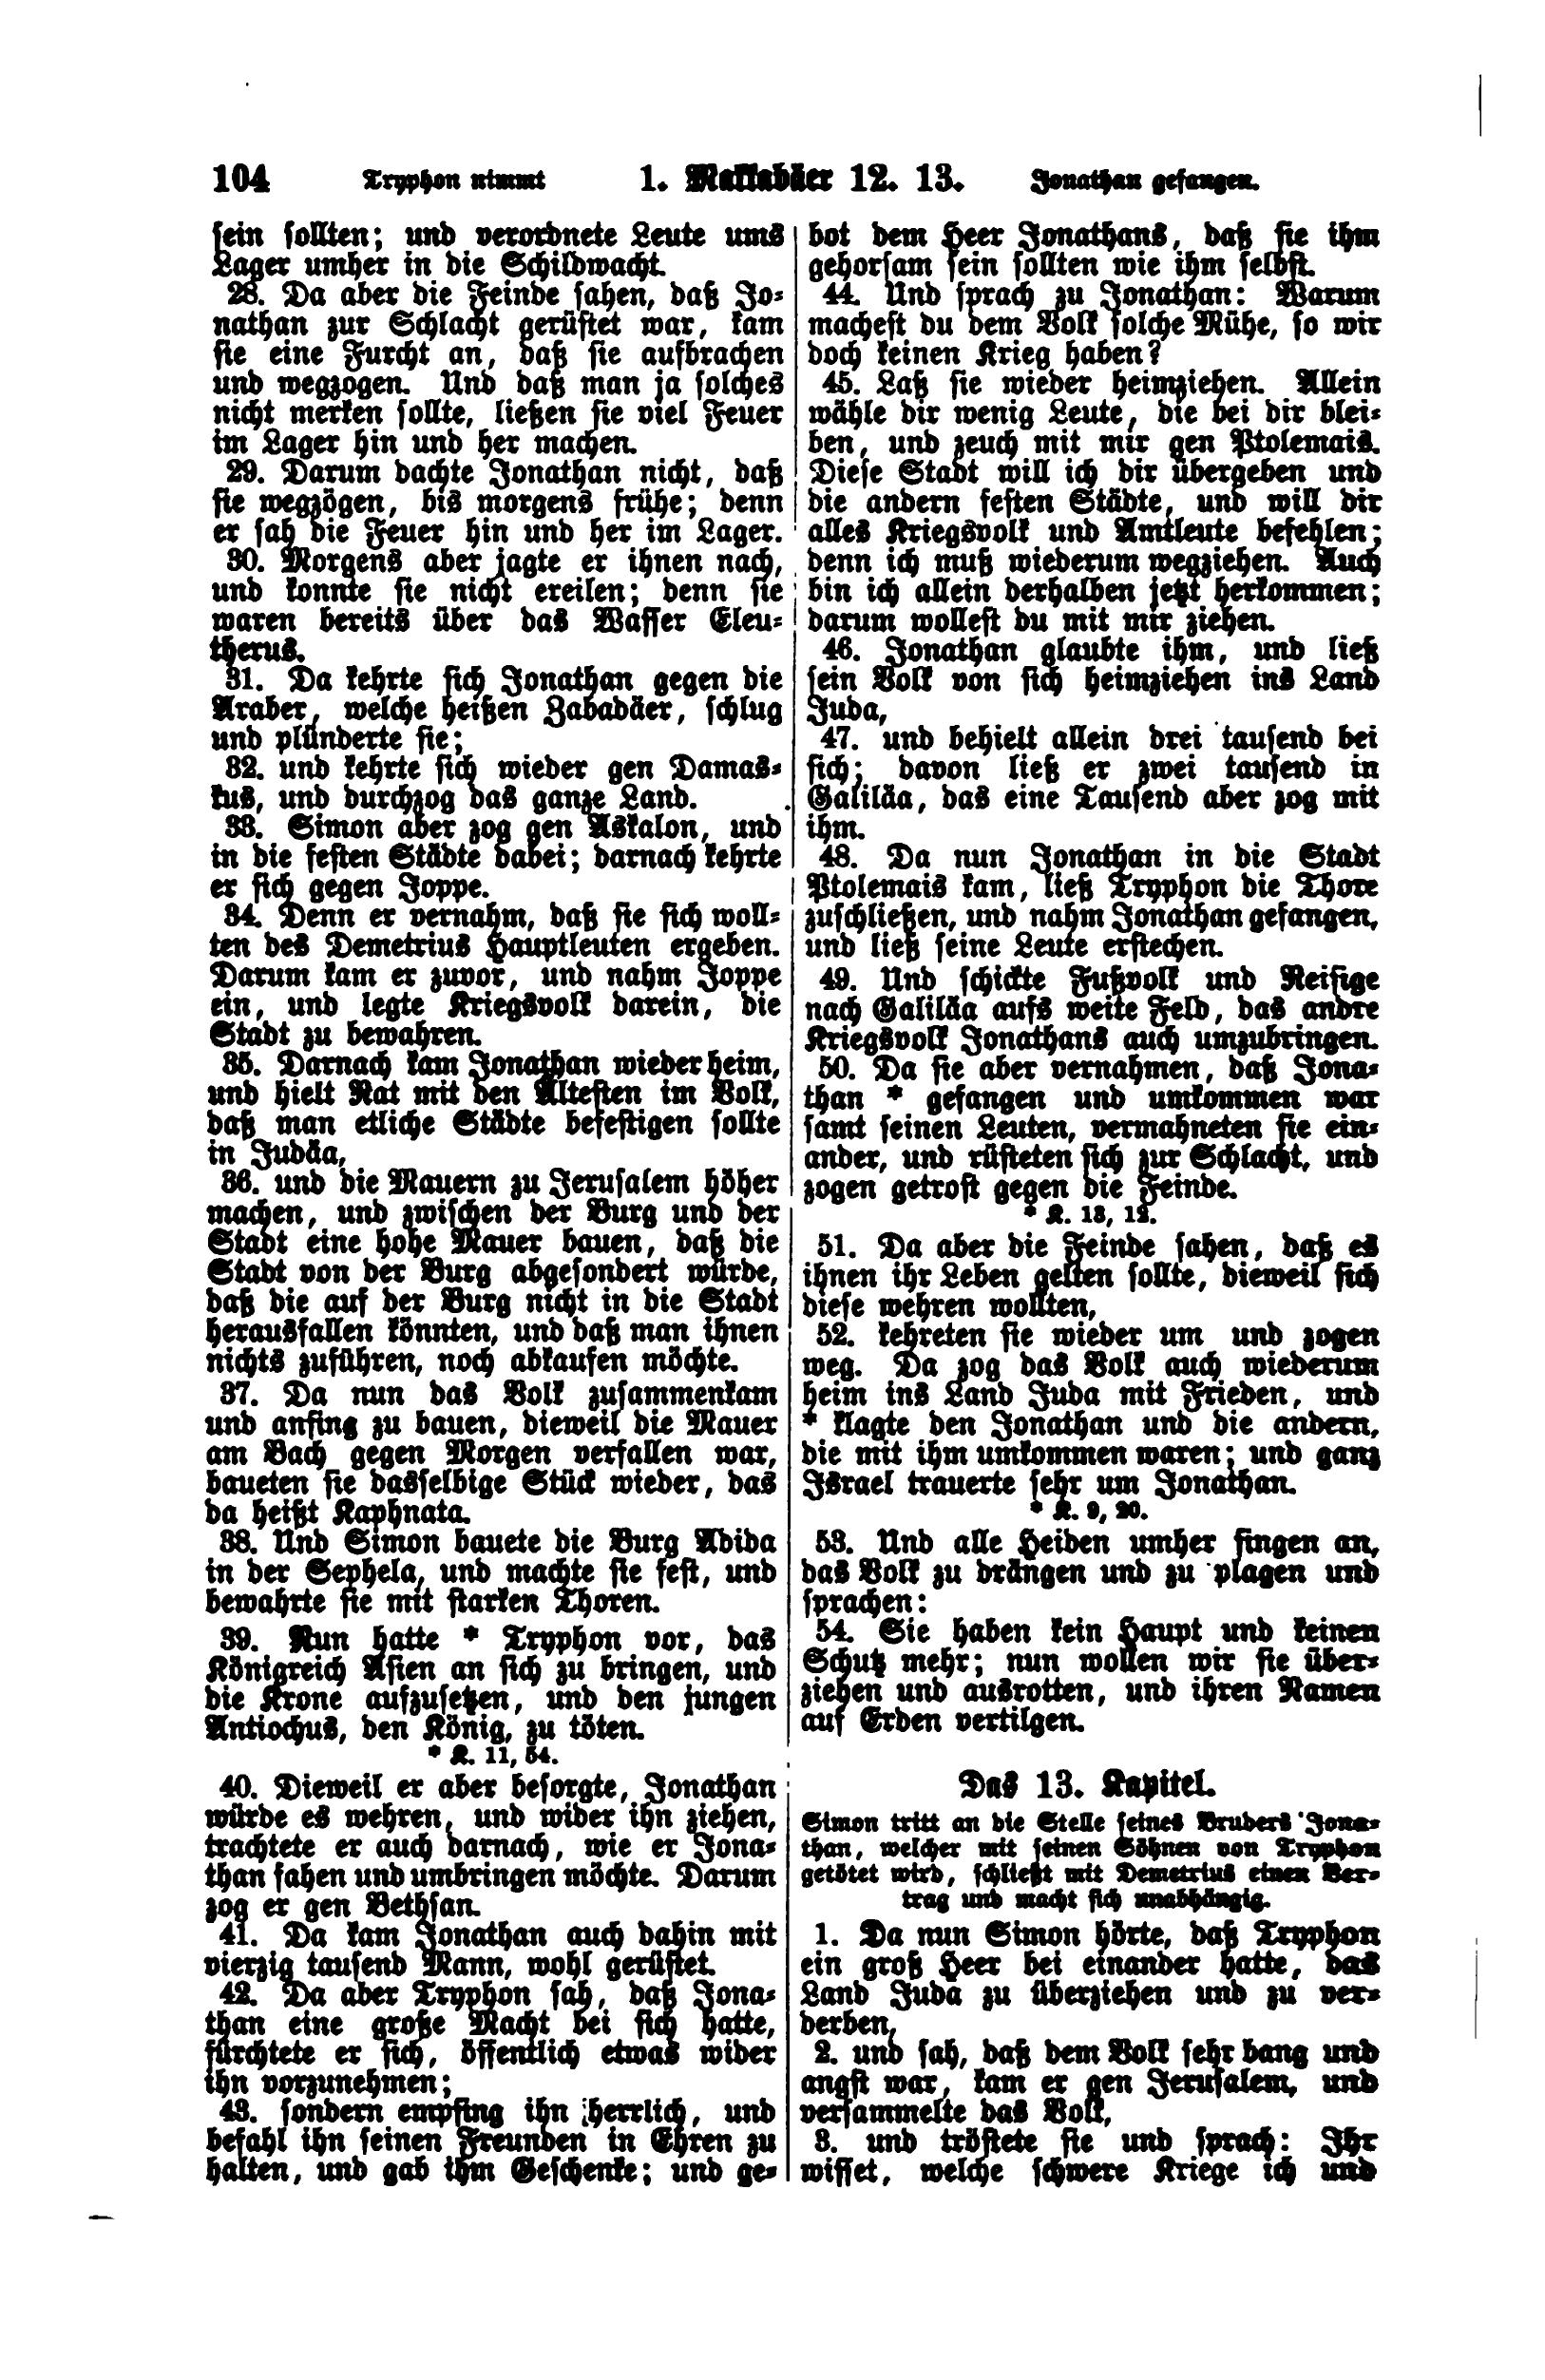 104 Tryphon nimmt 1. Makkabäer 12. 13. Jonathan gefangen.
sein sollten; und verordnete Leute ums
Lager umher in die Schildwacht.
28. Da aber die Feinde sahen, daß Jo-
nathan zur Schlacht gerüstet war, kam
sie eine Furcht an, daß sie aufbrachen
und wegzogen. Und daß man ja solches
nicht merken sollte, ließen sie viel Feuer
im Lager hin und her machen.
29. Darum dachte Jonathan nicht, daß
sie wegzögen, bis morgens frühe; denn
er sah die Feuer hin und her im Lager.
30. Morgens aber jagte er ihnen nach,
und konnte sie nicht ereilen; denn sie
waren bereits über das Wasser Eleu-
therus.
31. Da kehrte sich Jonathan gegen die
Araber, welche heißen Zabadäer, schlug
und plünderte sie;
32. und kehrte sich wieder gen Damas-
kus, und durchzog das ganze Land.
33. Simon aber zog gen Askalon, und
in die festen Städte dabei; darnach kehrte
er sich gegen Joppe.
34. Denn er vernahm, daß sie sich woll-
ten des Demetrius Hauptleuten ergeben.
Darum kam er zuvor, und nahm Joppe
ein, und legte Kriegsvolk darein, die
Stadt zu bewahren.
35. Darnach kam Jonathan wieder heim,
und hielt Rat mit den Ältesten im Volk,
daß man etliche Städte befestigen sollte
in Judäa,
36. und die Mauern zu Jerusalem höher
machen, und zwischen der Burg und der
Stadt eine hohe Mauer bauen, daß die
Stadt von der Burg abgesondert würde,
daß die auf der Burg nicht in die Stadt
herausfallen könnten, und daß man ihnen
nichts zuführen, noch abkaufen möchte.
37. Da nun das Volk zusammenkam
und anfing zu bauen, dieweil die Mauer
am Bach gegen Morgen verfallen war,
baueten sie dasselbige Stück wieder, das
da heißt Kaphnata.
38. Und Simon bauete die Burg Adida
in der Sephela, und machte sie fest, und
bewahrte sie mit starken Thoren.
39. Nun hatte * Tryphon vor, das
Königreich Asien an sich zu bringen, und
die Krone aufzusetzen, und den jungen
Antiochus, den König, zu töten.
* K. 11, 54.
40. Dieweil er aber besorgte, Jonathan
würde es wehren, und wider ihn ziehen,
trachtete er auch darnach, wie er Jona-
than fahen und umbringen möchte. Darum
zog er gen Bethsan.
41. Da kam Jonathan auch dahin mit
vierzig tausend Mann, wohl gerüstet.
42. Da aber Tryphon sah, daß Jona-
than eine große Macht bei sich hatte,
fürchtete er sich, öffentlich etwas wider
ihn vorzunehmen;
43. sondern empfing ihn herrlich, und
befahl ihn seinen Freunden in Ehren zu
halten, und gab ihm Geschenke; und ge-
bot dem Heer Jonathans, daß sie ihm
gehorsam sein sollten wie ihm selbst.
44. Und sprach zu Jonathan: Warum
machest du dem Volk solche Mühe, so wir
doch keinen Krieg haben?
45. Laß sie wieder heimziehen. Allein
wähle dir wenig Leute, die bei dir blei-
ben, und zeuch mit mir gen Ptolemais.
Diese Stadt will ich dir übergeben und
die andern festen Städte, und will dir
alles Kriegsvolk und Amtleute befehlen;
denn ich muß wiederum wegziehen. Auch
bin ich allein derhalben jetzt herkommen;
darum wollest du mit mir ziehen.
46. Jonathan glaubte ihm, und ließ
sein Volk von sich heimziehen ins Land
Juda,
47. und behielt allein drei tausend bei
sich; davon ließ er zwei tausend in
Galiläa, das eine Tausend aber zog mit
ihm.
48. Da nun Jonathan in die Stadt
Ptolemais kam, ließ Tryphon die Thore
zuschließen, und nahm Jonathan gefangen,
und ließ seine Leute erstechen.
49. Und schickte Fußvolk und Reisige
nach Galiläa aufs weite Feld, das andre
Kriegsvolk Jonathans auch umzubringen.
50. Da sie aber vernahmen, daß Jona-
than * gefangen und umkommen war
samt seinen Leuten, vermahneten sie ein-
ander, und rüsteten sich zur Schlacht, und
zogen getrost gegen die Feinde.
* K. 13, 12.
51. Da aber die Feinde sahen, daß es
ihnen ihr Leben gelten sollte, dieweil sich
diese wehren wollten,
52. kehreten sie wieder um und zogen
weg. Da zog das Volk auch wiederum
heim ins Land Juda mit Frieden, und
* klagte den Jonathan und die andern,
die mit ihm umkommen waren; und ganz
Israel trauerte sehr um Jonathan.
* K. 9, 20.
53. Und alle Heiden umher fingen an,
das Volk zu drängen und zu plagen und
sprachen:
54. Sie haben kein Haupt und keinen
Schutz mehr; nun wollen wir sie über-
ziehen und ausrotten, und ihren Namen
auf Erden vertilgen.
Das 13. Kapitel.
Simon tritt an die Stelle seines Bruders Jona-
than, welcher mit seinen Söhnen von Tryphon
getötet wird, schließt mit Demetrius einen Ver-
trag und macht sich unabhängig.
1. Da nun Simon hörte, daß Tryphon
ein groß Heer bei einander hatte, das
Land Juda zu überziehen und zu ver-
derben,
2. und sah, daß dem Volk sehr bang und
angst war, kam er gen Jerusalem, und
versammelte das Volk,
3. und tröstete sie und sprach: Ihr
wisset, welche schwere Kriege ich und